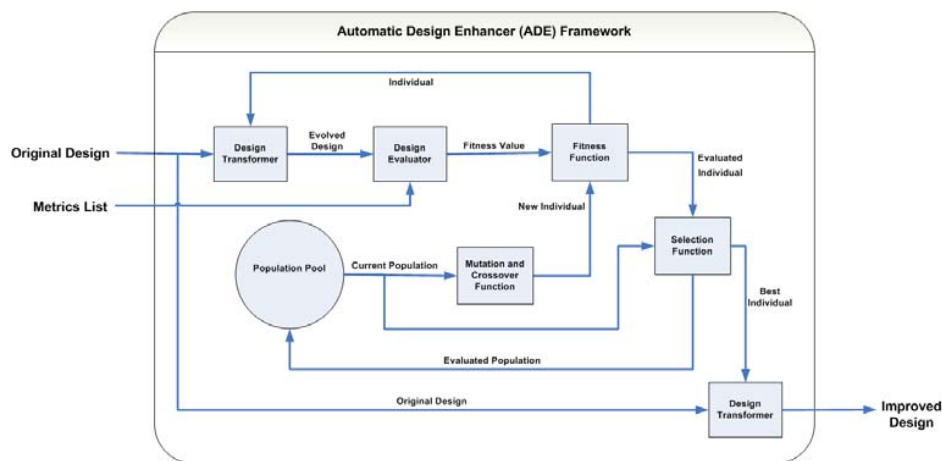 Automatic Design Enhancer (ADE) Framework
Individual
Original Design
Design
Transformer
Evolved
Design
Design
Evaluator
Fitness Value
Fitness
Function
Evaluated
Individual
Metrics List
New Individual
Population Pool
Current Population
Mutation and
Crossover
Function
Selection
Function
Best
Individual
Evaluated Population
Original Design
Design
Transformer
Improved
Design